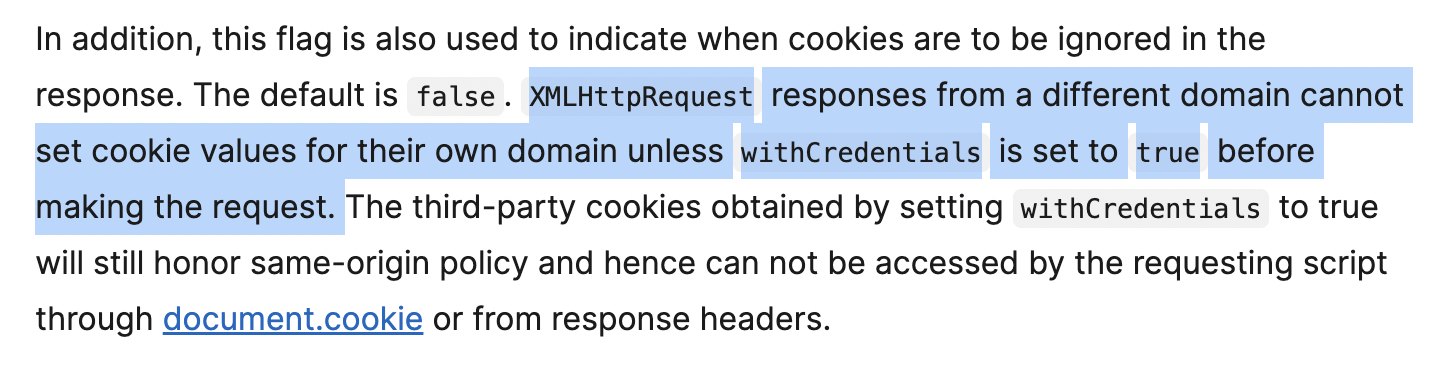 In addition, this flag is also used to indicate when cookies are to be ignored in the
response. The default is false. XMLHttpRequest responses from a different domain cannot
set cookie values for their own domain unless withCredentials is set to true before
making the request. The third-party cookies obtained by setting withCredentials to true
will still honor same-origin policy and hence can not be accessed by the requesting script
through document.cookie or from response headers.